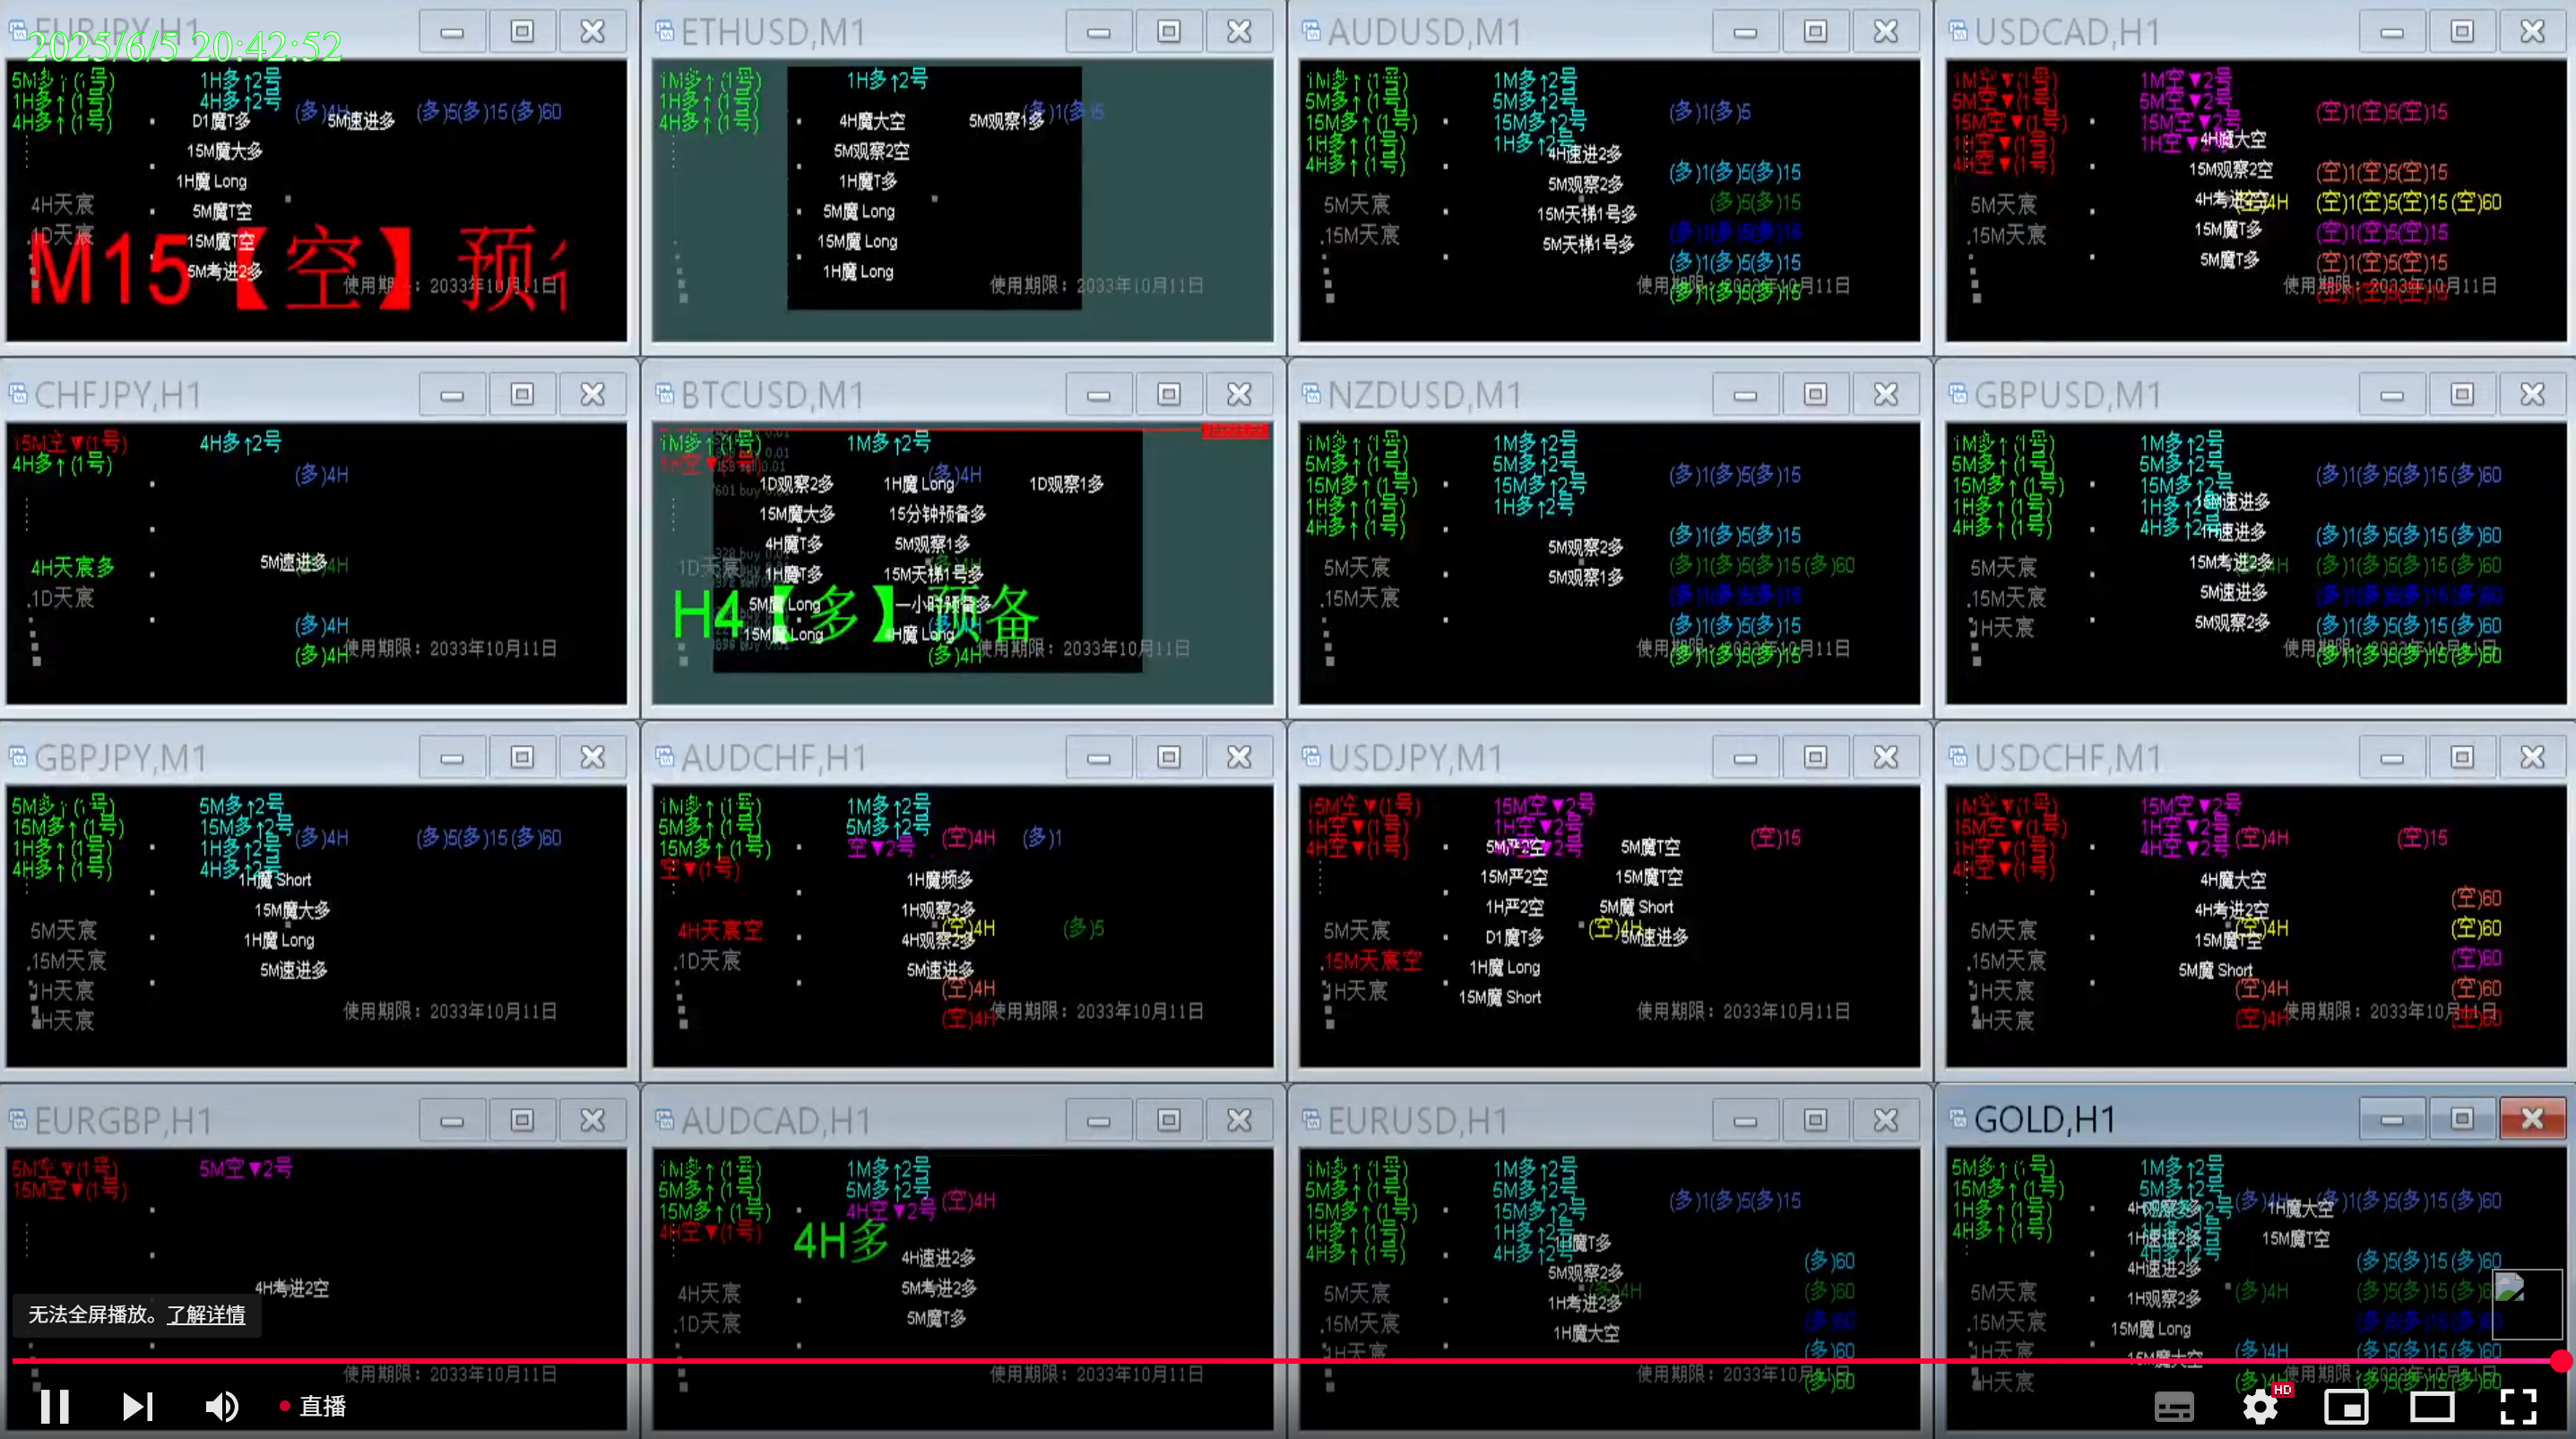 EURJPY,H1
2025/6/5 20:42:52
5M多↑(1号)
1H多↑(1号)
4H多↑(1号)
1H多↑2号
4H多↑2号
(多)4H
(多)5(多)15(多)60
D1魔T多
5M速进多
15M魔大多
1H魔 Long
5M魔T空
15M魔T空
5M考进2多
4H天宸
.1D天宸
M15【空】预
使用期 : 2033年10月11日
ETHUSD,M1
1M多↑(1号)
1H多↑(1号)
4H多↑(1号)
1H多↑2号
4H魔大空
5M观察1多
(多)1(多)5
5M观察2空
1H魔T多
5M魔 Long
15M魔 Long
1H魔 Long
使用期限: 2033年10月11日
AUDUSD,M1
1M多↑(1号)
5M多↑(1号)
15M多↑(1号)
1H多↑(1号)
4H多↑(1号)
1M多↑2号
5M多↑2号
15M多↑2号
1H多↑2号
(多)1(多)5
4H速进2多
5M观察2多
15M天梯1号多
5M天梯1号多
(多)1(多)5(多)15
(多)5(多)15
(多)1(多)5(多)15
(多)1(多)5(多)15
(多)1(多)5(多)15
5M天宸
.15M天宸
使用期限: 2033年10月11日
USDCAD,H1
1M空▼(1号)
5M空▼(1号)
15M空▼(1号)
1H空▼(1号)
4H空▼(1号)
1M空▼2号
5M空▼2号
15M空▼2号
1H空▼2号
(空)1(空)5(空)15
4H魔大空
15M观察2空
4H考进2空
15M魔T多
5M魔T多
(空)1(空)5(空)15
(空)4H
(空)1(空)5(空)15(空)60
(空)1(空)5(空)15
(空)1(空)5(空)15
(空)1(空)5(空)15
5M天宸
.15M天宸
使用期限: 2033年10月11日
CHFJPY,H1
15M空▼(1号)
4H多↑(1号)
4H多↑2号
(多)4H
5M速进多
4H
4H天宸多
.1D天宸
(多)4H
(多)4H
使用期限: 2033年10月11日
BTCUSD,M1
1M多↑(1号)
1H空▼
1M多↑2号
(多)4H
1D观察2多
1H魔 Long
1D观察1多
15M魔大多
15分钟预备多
4H魔T多
5M观察1多
1H魔T多
15M天梯1号多
5M魔 Long
一小时预备多
15M魔 Long
4H魔 Long
1D天宸
H4【多】预备
(多)4H
使用期限: 2033年10月11日
NZDUSD,M1
1M多↑(1号)
5M多↑(1号)
15M多↑(1号)
1H多↑(1号)
4H多↑(1号)
1M多↑2号
5M多↑2号
15M多↑2号
1H多↑2号
(多)1(多)5(多)15
5M观察2多
5M观察1多
(多)1(多)5(多)15
(多)1(多)5(多)15(多)60
(多)1(多)5(多)15
(多)1(多)5(多)15
(多)1(多)5(多)15
5M天宸
.15M天宸
使用期限: 2033年10月11日
GBPUSD,M1
1M多↑(1号)
5M多↑(1号)
15M多↑(1号)
1H多↑(1号)
4H多↑(1号)
1M多↑2号
5M多↑2号
15M多↑2号
1H多↑2号
4H多↑2号
(多)1(多)5(多)15(多)60
15M速进多
1H速进多
15M考进2多
5M速进多
5M观察2多
(多)1(多)5(多)15(多)60
(多)1(多)5(多)15(多)60
(多)1(多)5(多)15(多)60
(多)1(多)5(多)15(多)60
(多)1(多)5(多)15(多)60
5M天宸
.15M天宸
1H天宸
使用期限: 2033年10月11日
GBPJPY,M1
5M多↑(1号)
15M多↑(1号)
1H多↑(1号)
4H多↑(1号)
5M多↑2号
15M多↑2号
1H多↑2号
4H多↑2号
(多)4H
(多)5(多)15(多)60
1H魔 Short
15M魔大多
1H魔 Long
5M速进多
5M天宸
.15M天宸
1H天宸
4H天宸
使用期限: 2033年10月11日
AUDCHF,H1
1M多↑(1号)
5M多↑(1号)
15M多↑(1号)
空▼(1号)
1M多↑2号
5M多↑2号
空▼2号
(空)4H
(多)1
1H魔频多
1H观察2多
4H观察2多
5M速进多
(空)4H
(多)5
4H天宸空
.1D天宸
(空)4H
(空)4H
使用期限: 2033年10月11日
USDJPY,M1
15M空▼(1号)
1H空▼(1号)
4H空▼(1号)
15M空▼2号
1H空▼2号
4H空▼2号
(空)15
5M严2空
5M魔T空
15M严2空
15M魔T空
1H严2空
5M魔 Short
D1魔T多
(空)4H
5M速进多
1H魔 Long
15M魔 Short
5M天宸
.15M天宸空
1H天宸
使用期限: 2033年10月11日
USDCHF,M1
1M空▼(1号)
15M空▼(1号)
1H空▼(1号)
4H空▼(1号)
15M空▼2号
1H空▼2号
4H空▼2号
(空)4H
(空)15
4H魔大空
4H考进2空
15M魔T空
5M魔 Short
(空)60
(空)4H
(空)60
(空)60
(空)4H
(空)60
(空)4H
(空)60
5M天宸
.15M天宸
1H天宸
4H天宸
使用期限: 2033年10月11日
EURGBP,H1
5M空▼(1号)
15M空▼(1号)
5M空▼2号
4H考进2空
无法全屏播放。了解详情
使用期限: 2033年10月11日
直播
AUDCAD,H1
1M多↑(1号)
5M多↑(1号)
15M多↑(1号)
4H空▼(1号)
1M多↑2号
5M多↑2号
4H空▼2号
(空)4H
4H多
4H速进2多
5M考进2多
5M魔T多
4H天宸
.1D天宸
使用期限: 2033年10月11日
EURUSD,H1
1M多↑(1号)
5M多↑(1号)
15M多↑(1号)
1H多↑(1号)
4H多↑(1号)
1M多↑2号
5M多↑2号
15M多↑2号
1H多↑2号
4H多↑2号
(多)1(多)5(多)15
1H魔T多
5M观察2多
1H考进2多
1H魔大空
(多)60
(多)4H
(多)60
(多)60
(多)60
(多)60
5M天宸
.15M天宸
1H天宸
使用期限: 2033年10月11日
GOLD,H1
5M多↑(1号)
15M多↑(1号)
1H多↑(1号)
4H多↑(1号)
1M多↑2号
5M多↑2号
4H多↑2号
(多)4H
(多)1(多)5(多)15(多)60
4H观察2多
1H魔大空
1H速进2多
15M魔T空
4H速进2多
1H观察2多
15M魔 Long
15M魔大空
(多)5(多)15(多)60
(多)4H
(多)5(多)15
(多)4H
(多)5(多)15(多)60
5M天宸
.15M天宸
1H天宸
4H天宸
使用期限: 2033年10月11日
HD